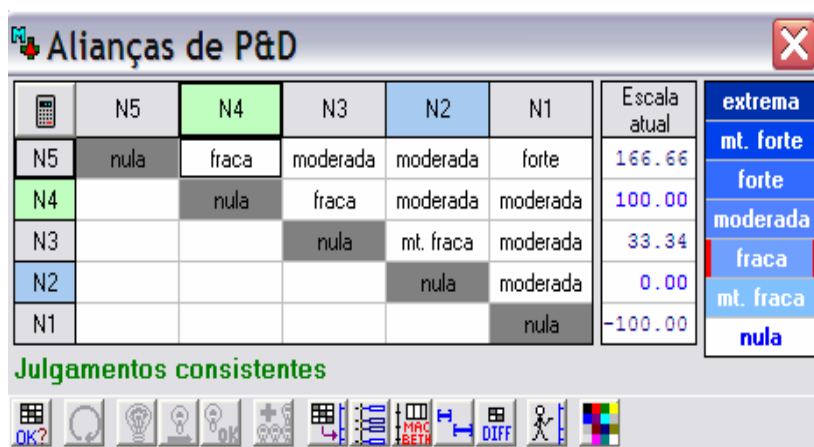 Alianças de P&D
N5 N4 N3 N2 N1 Escala atual extrema
N5 nula fraca moderada moderada forte 166.66 mt. forte
N4 nula fraca moderada moderada 100.00 forte
N3 nula mt. fraca moderada 33.34 moderada
N2 nula moderada 0.00 fraca
N1 nula -100.00 mt. fraca
nula
Julgamentos consistentes
OK? OK MAC BETH DIFF